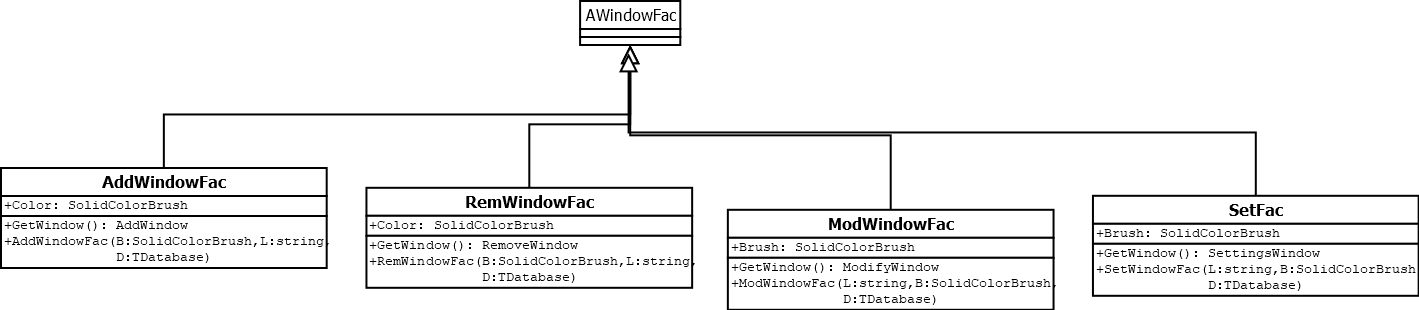 AWindowFac
AddWindowFac
+Color: SolidColorBrush
+GetWindow(): AddWindow
+AddWindowFac(B:SolidColorBrush,L:string,
D:TDatabase)
RemWindowFac
+Color: SolidColorBrush
+GetWindow(): RemoveWindow
+RemWindowFac(B:SolidColorBrush,L:string,
D:TDatabase)
ModWindowFac
+Brush: SolidColorBrush
+GetWindow(): ModifyWindow
+ModWindowFac(L:string,B:SolidColorBrush,
D:TDatabase)
SetFac
+Brush: SolidColorBrush
+GetWindow(): SettingsWindow
+SetWindowFac(L:string,B:SolidColorBrush
D:TDatabase)